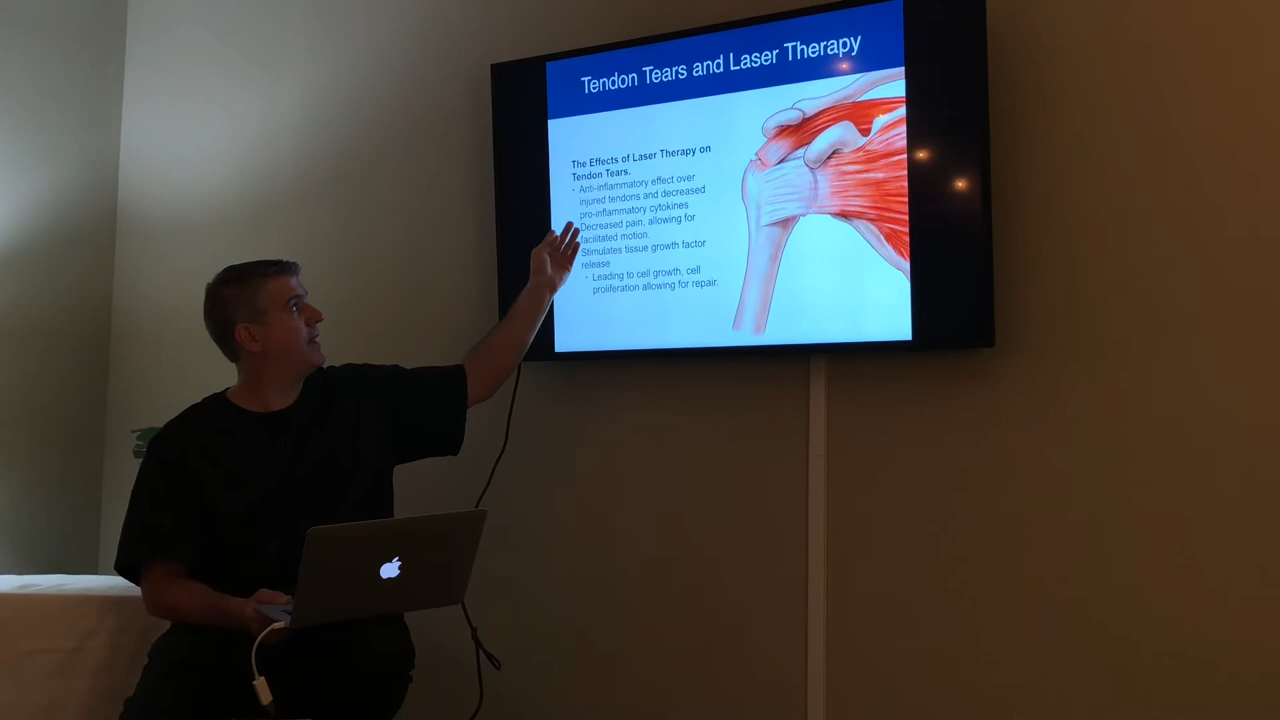 Tendon Tears and Laser Therapy
The Effects of Laser Therapy on
Tendon Tears.
· Anti-inflammatory effect over
injured tendons and decreased
pro-inflammatory cytokines
Decreased pain, allowing for
facilitated motion.
Stimulates tissue growth factor
release
· Leading to cell growth, cell
proliferation allowing for repair.